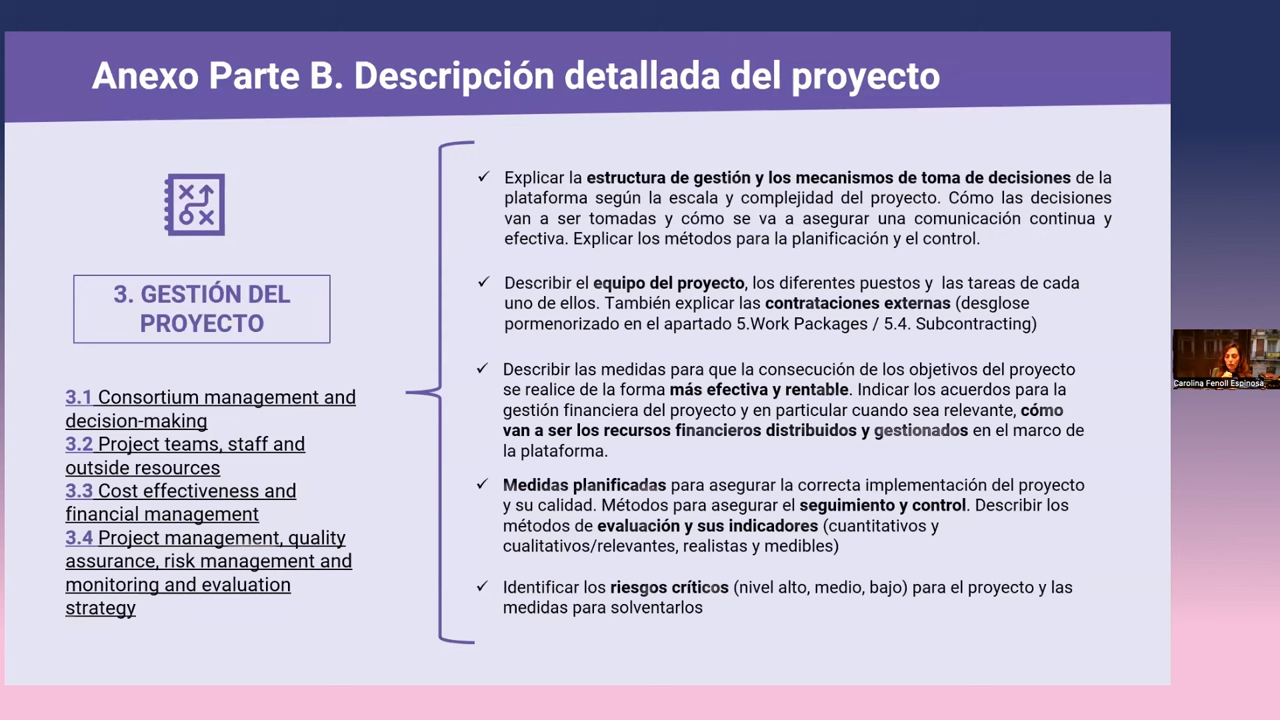 Anexo Parte B. Descripción detallada del proyecto
3. GESTIÓN DEL
PROYECTO
3.1 Consortium management and
decision-making
3.2 Project teams, staff and
outside resources
3.3 Cost effectiveness and
financial management
3.4 Project management, quality
assurance, risk management and
monitoring and evaluation
strategy
✓ Explicar la estructura de gestión y los mecanismos de toma de decisiones de la
plataforma según la escala y complejidad del proyecto. Cómo las decisiones
van a ser tomadas y cómo se va a asegurar una comunicación continua y
efectiva. Explicar los métodos para la planificación y el control.
✓ Describir el equipo del proyecto, los diferentes puestos y las tareas de cada
uno de ellos. También explicar las contrataciones externas (desglose
pormenorizado en el apartado 5.Work Packages / 5.4. Subcontracting)
✓ Describir las medidas para que la consecución de los objetivos del proyecto
se realice de la forma más efectiva y rentable. Indicar los acuerdos para la
gestión financiera del proyecto y en particular cuando sea relevante, cómo
van a ser los recursos financieros distribuidos y gestionados en el marco de
la plataforma.
✓ Medidas planificadas para asegurar la correcta implementación del proyecto
y su calidad. Métodos para asegurar el seguimiento y control. Describir los
métodos de evaluación y sus indicadores (cuantitativos y
cualitativos/relevantes, realistas y medibles)
✓ Identificar los riesgos críticos (nivel alto, medio, bajo) para el proyecto y las
medidas para solventarlos
Carolina Fenoll Espinosa,